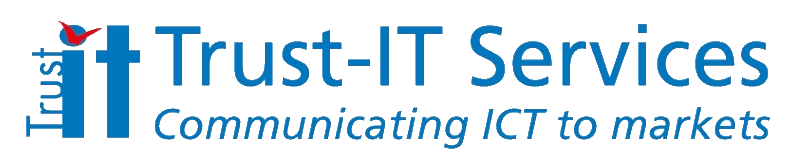 Trust it
Trust-IT Services
Communicating ICT to markets